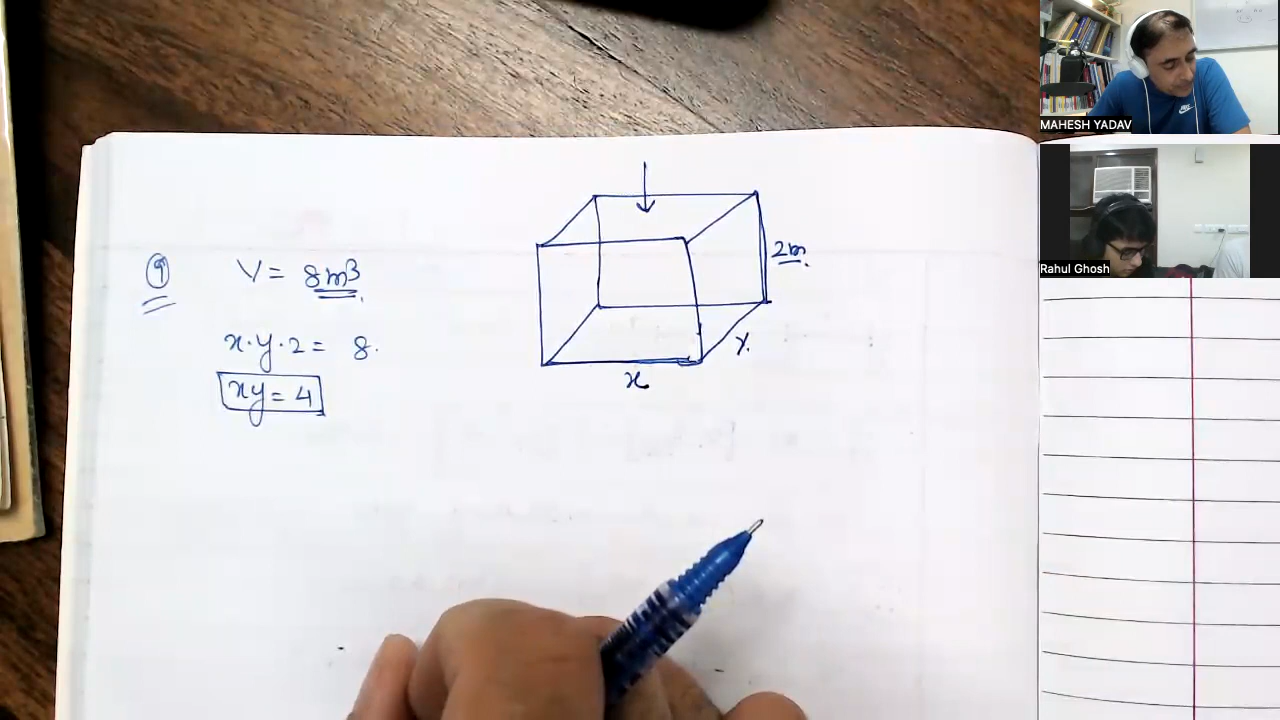 9
V = 8m³.
x·y·2 = 8.
xy = 4
2m.
y.
x
MAHESH YADAV
Rahul Ghosh